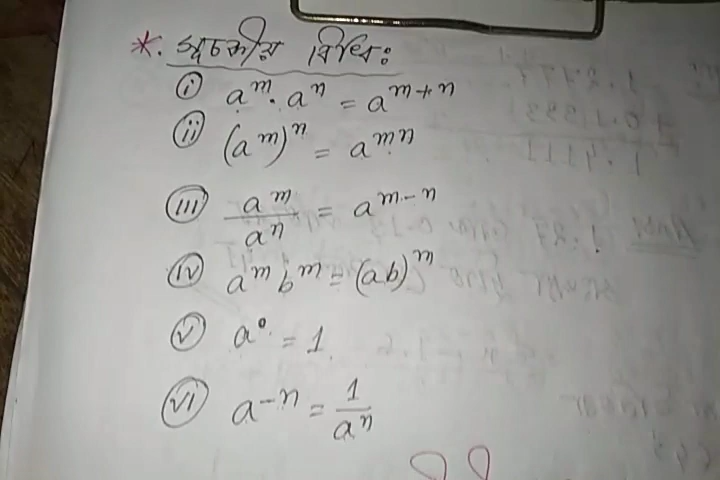 *. সূচকীয় বিধিঃ
(i) aᵐ · aⁿ = aᵐ⁺ⁿ
(ii) (aᵐ)ⁿ = aᵐⁿ
(iii) aᵐ/aⁿ = aᵐ⁻ⁿ
(iv) aᵐ bᵐ = (ab)ᵐ
(v) a⁰ = 1
(vi) a⁻ⁿ = 1/aⁿ